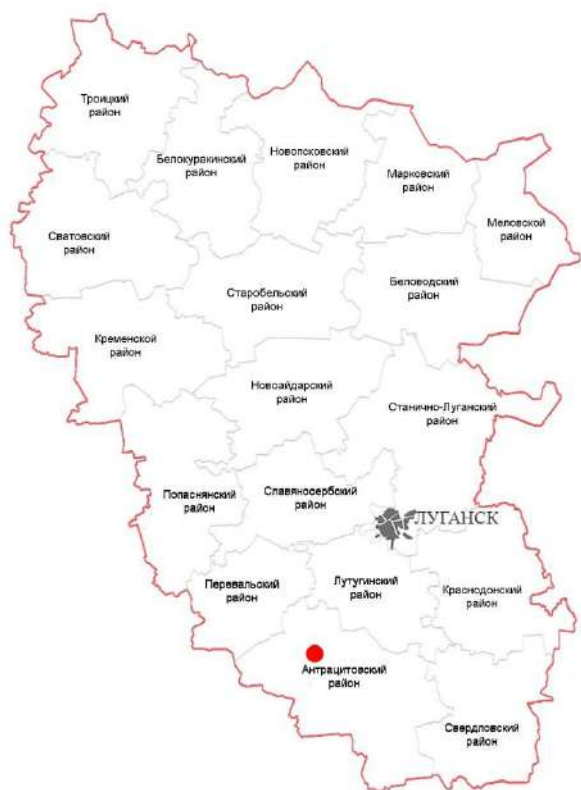 Троицкий
район
Белокуракинский
район
Новопсковский
район
Марковский
район
Меловской
район
Сватовский
район
Старобельский
район
Беловодский
район
Кременской
район
Новоайдарский
район
Станично-Луганский
район
Попаснянский
район
Славяносербский
район
ЛУГАНСК
Перевальский
район
Лутугинский
район
Краснодонский
район
Антрацитовский
район
Свердловский
район